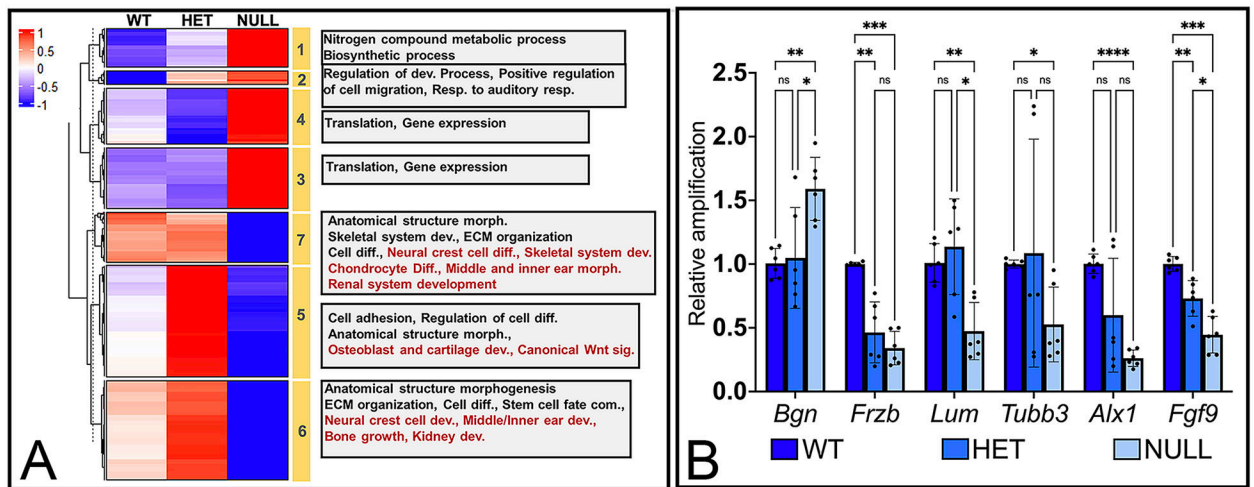 WT HET NULL
1
0.5
0
-0.5
-1
1
Nitrogen compound metabolic process
Biosynthetic process
2
Regulation of dev. Process, Positive regulation
of cell migration, Resp. to auditory resp.
4
Translation, Gene expression
3
Translation, Gene expression
7
Anatomical structure morph.
Skeletal system dev., ECM organization
Cell diff., Neural crest cell diff., Skeletal system dev.
Chondrocyte Diff., Middle and inner ear morph.
Renal system development
5
Cell adhesion, Regulation of cell diff.
Anatomical structure morph.,
Osteoblast and cartilage dev., Canonical Wnt sig.
6
Anatomical structure morphogenesis
ECM organization, Cell diff., Stem cell fate com.,
Neural crest cell dev., Middle/Inner ear dev.,
Bone growth, Kidney dev.
A
Relative amplification
2.5
2.0
1.5
1.0
0.5
0.0
** *** ** * **** ***
ns ns * ** ns ns * ns ns ns ns ** *
Bgn Frzb Lum Tubb3 Alx1 Fgf9
WT HET NULL
B